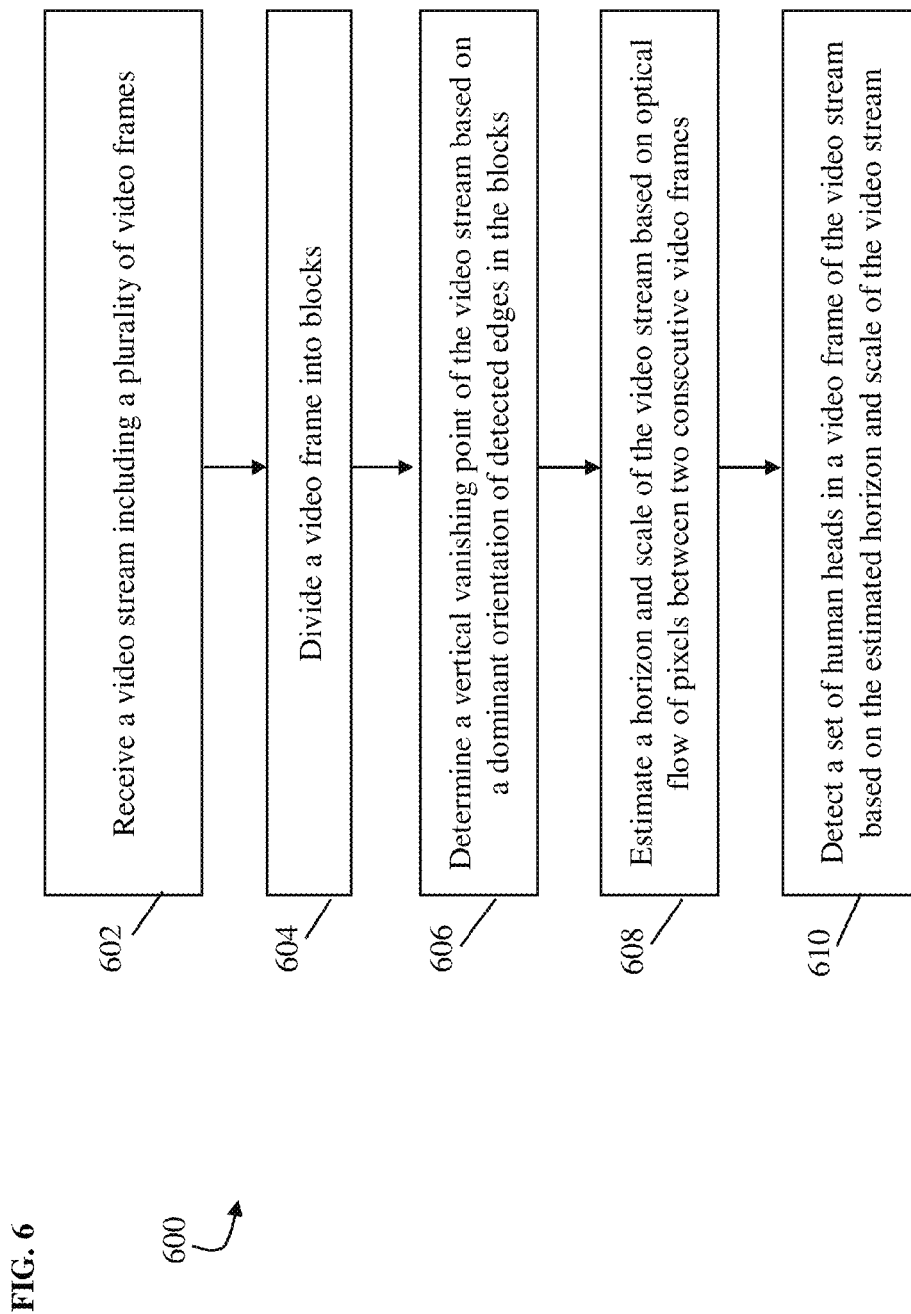 FIG. 6
600
602
Receive a video stream including a plurality of video frames
604
Divide a video frame into blocks
606
Determine a vertical vanishing point of the video stream based on
a dominant orientation of detected edges in the blocks
608
Estimate a horizon and scale of the video stream based on optical
flow of pixels between two consecutive video frames
610
Detect a set of human heads in a video frame of the video stream
based on the estimated horizon and scale of the video stream